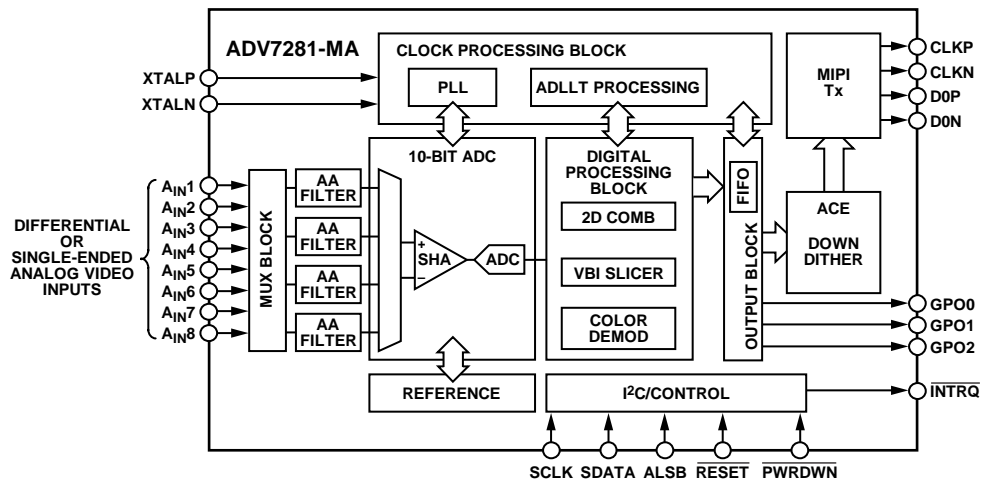 ADV7281-MA
CLOCK PROCESSING BLOCK
PLL
ADLLT PROCESSING
XTALP
XTALN
MIPI
Tx
CLKP
CLKN
D0P
D0N
10-BIT ADC
DIGITAL
PROCESSING
BLOCK
2D COMB
VBI SLICER
COLOR
DEMOD
FIFO
OUTPUT BLOCK
ACE
DOWN
DITHER
DIFFERENTIAL
OR
SINGLE-ENDED
ANALOG VIDEO
INPUTS
AIN1
AIN2
AIN3
AIN4
AIN5
AIN6
AIN7
AIN8
MUX BLOCK
AA
FILTER
AA
FILTER
AA
FILTER
AA
FILTER
+
SHA
–
ADC
GPO0
GPO1
GPO2
REFERENCE
I²C/CONTROL
INTRQ
SCLK
SDATA
ALSB
RESET
PWRDWN